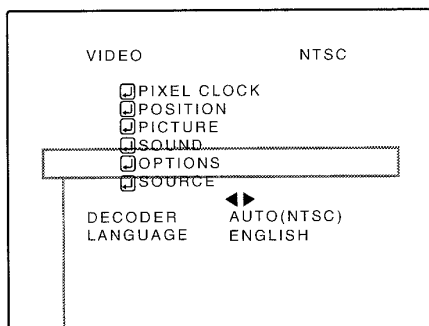 VIDEO NTSC
PIXEL CLOCK
POSITION
PICTURE
SOUND
OPTIONS
SOURCE
DECODER AUTO(NTSC)
LANGUAGE ENGLISH